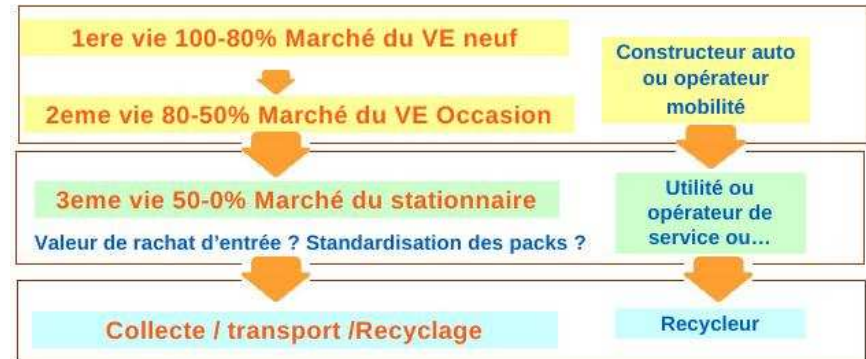 1ere vie 100-80% Marché du VE neuf
Constructeur auto
ou opérateur
mobilité
2eme vie 80-50% Marché du VE Occasion
3eme vie 50-0% Marché du stationnaire
Valeur de rachat d'entrée ? Standardisation des packs ?
Utilité ou
opérateur de
service ou...
Collecte / transport /Recyclage
Recycleur